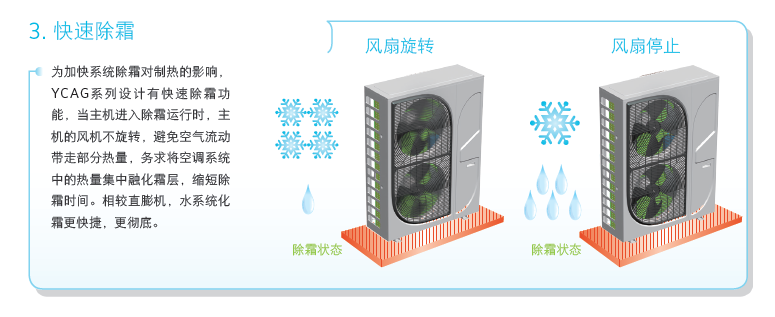 3. 快速除霜
为加快系统除霜对制热的影响，
YCAG系列设计有快速除霜功
能，当主机进入除霜运行时，主
机的风机不旋转，避免空气流动
带走部分热量，务求将空调系统
中的热量集中融化霜层，缩短除
霜时间。相较直膨机，水系统化
霜更快捷，更彻底。
风扇旋转
风扇停止
除霜状态
除霜状态